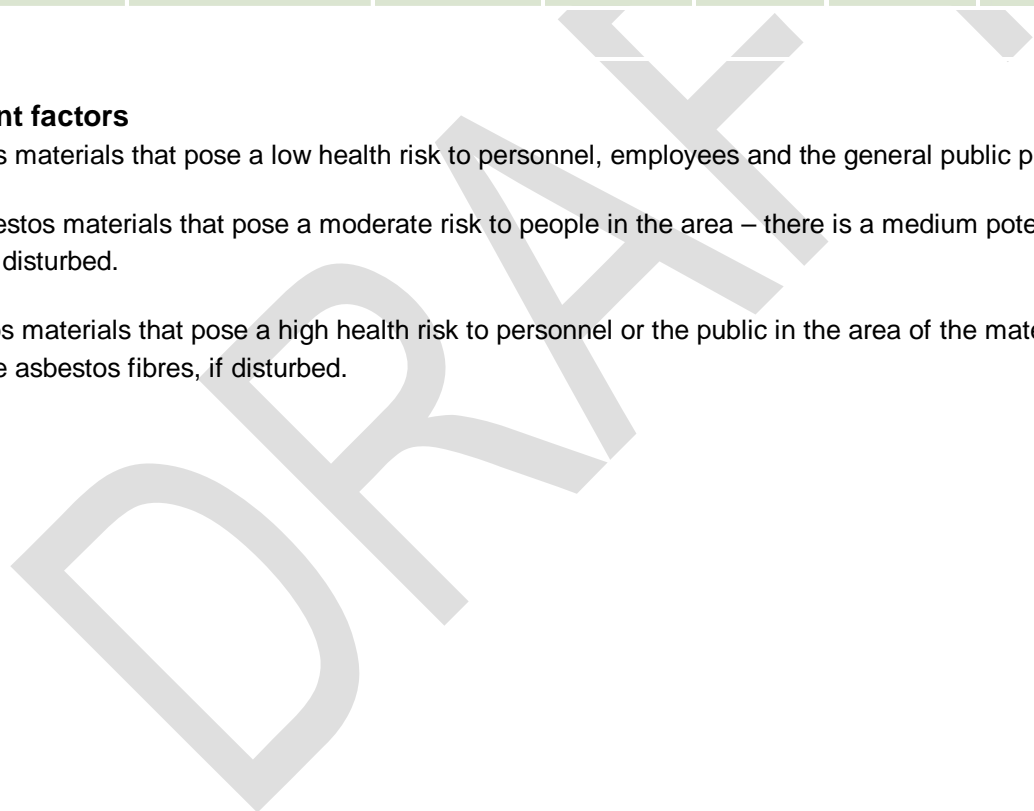 nt factors
s materials that pose a low health risk to personnel, employees and the general public p
estos materials that pose a moderate risk to people in the area – there is a medium pote
disturbed.
s materials that pose a high health risk to personnel or the public in the area of the mate
e asbestos fibres, if disturbed.
DRAFT